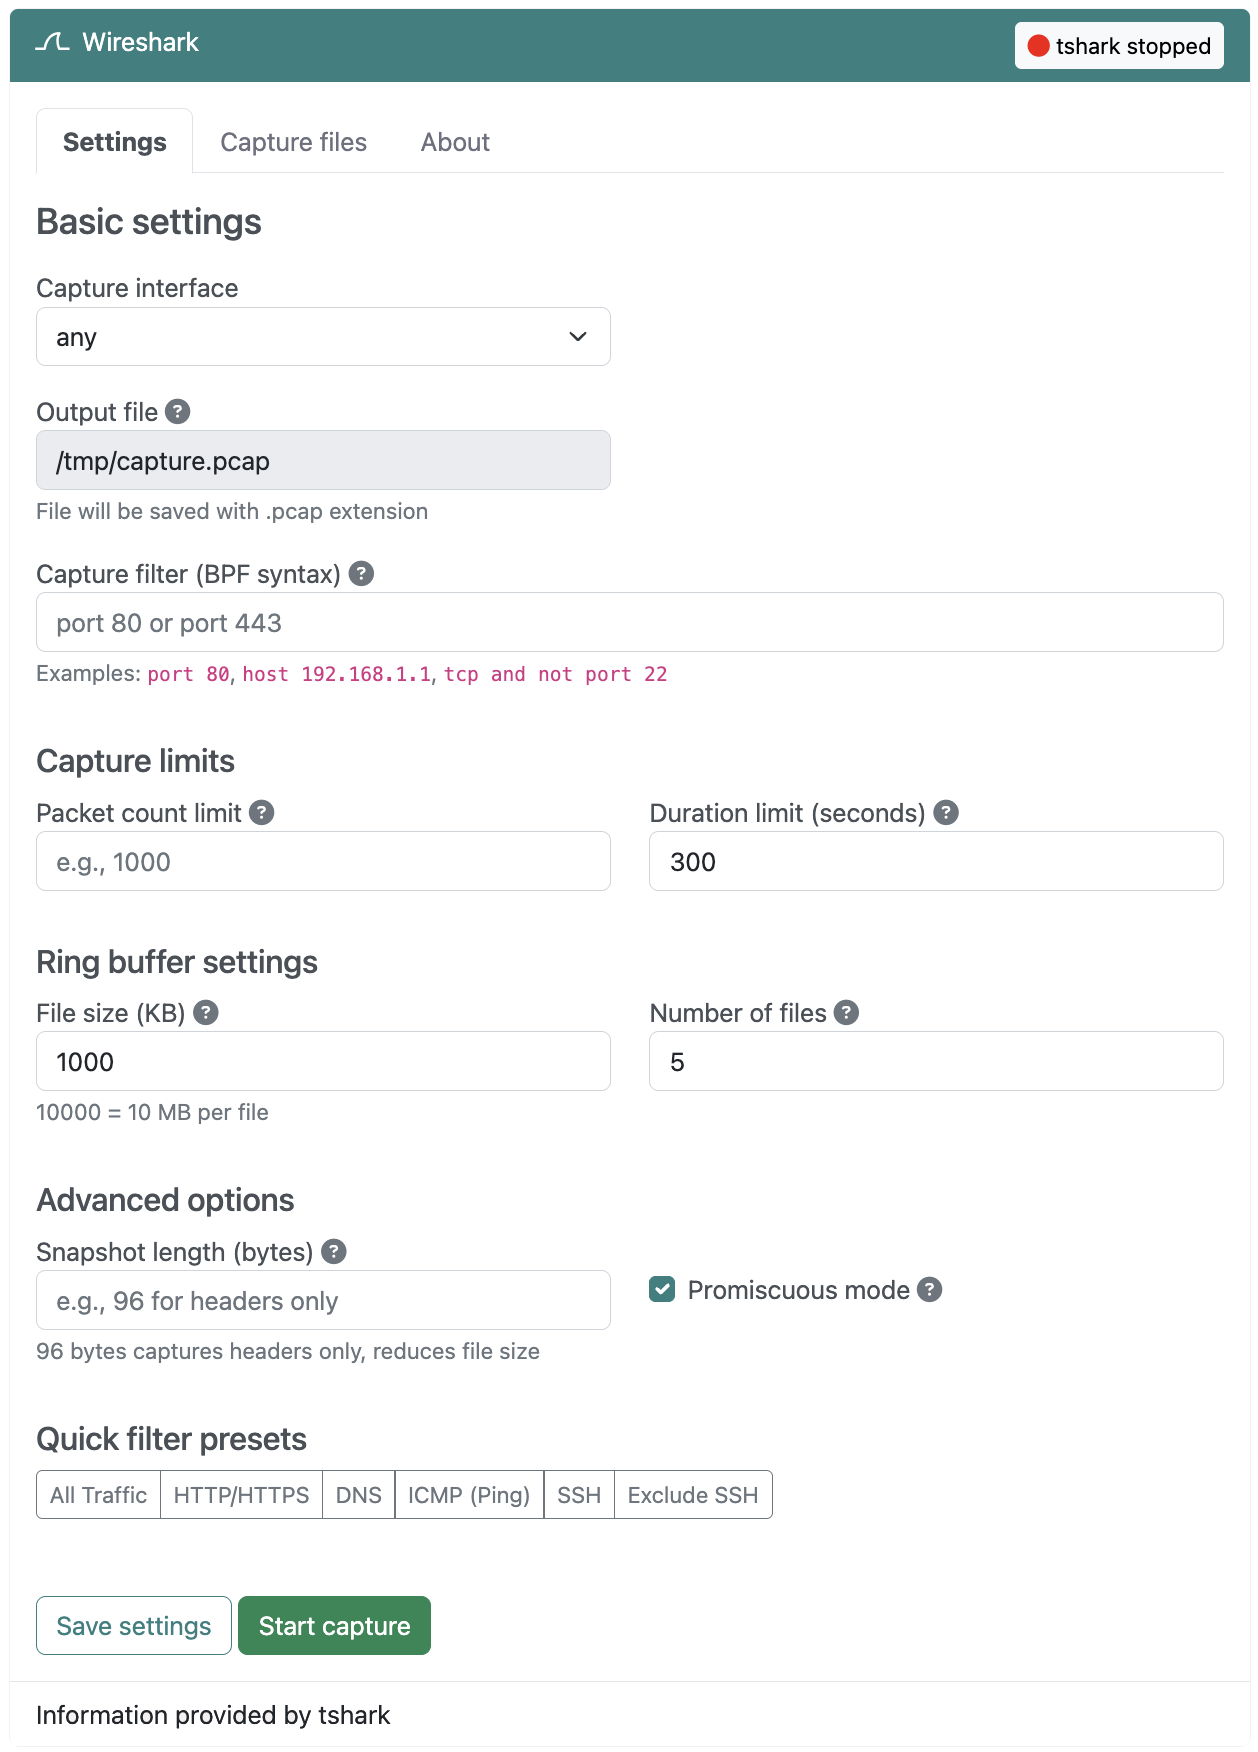 Wireshark
tshark stopped
Settings Capture files About
Basic settings
Capture interface
any
Output file ?
/tmp/capture.pcap
File will be saved with .pcap extension
Capture filter (BPF syntax) ?
port 80 or port 443
Examples: port 80, host 192.168.1.1, tcp and not port 22
Capture limits
Packet count limit ? Duration limit (seconds) ?
e.g., 1000 300
Ring buffer settings
File size (KB) ? Number of files ?
1000 5
10000 = 10 MB per file
Advanced options
Snapshot length (bytes) ?
e.g., 96 for headers only
Promiscuous mode ?
96 bytes captures headers only, reduces file size
Quick filter presets
All Traffic HTTP/HTTPS DNS ICMP (Ping) SSH Exclude SSH
Save settings Start capture
Information provided by tshark